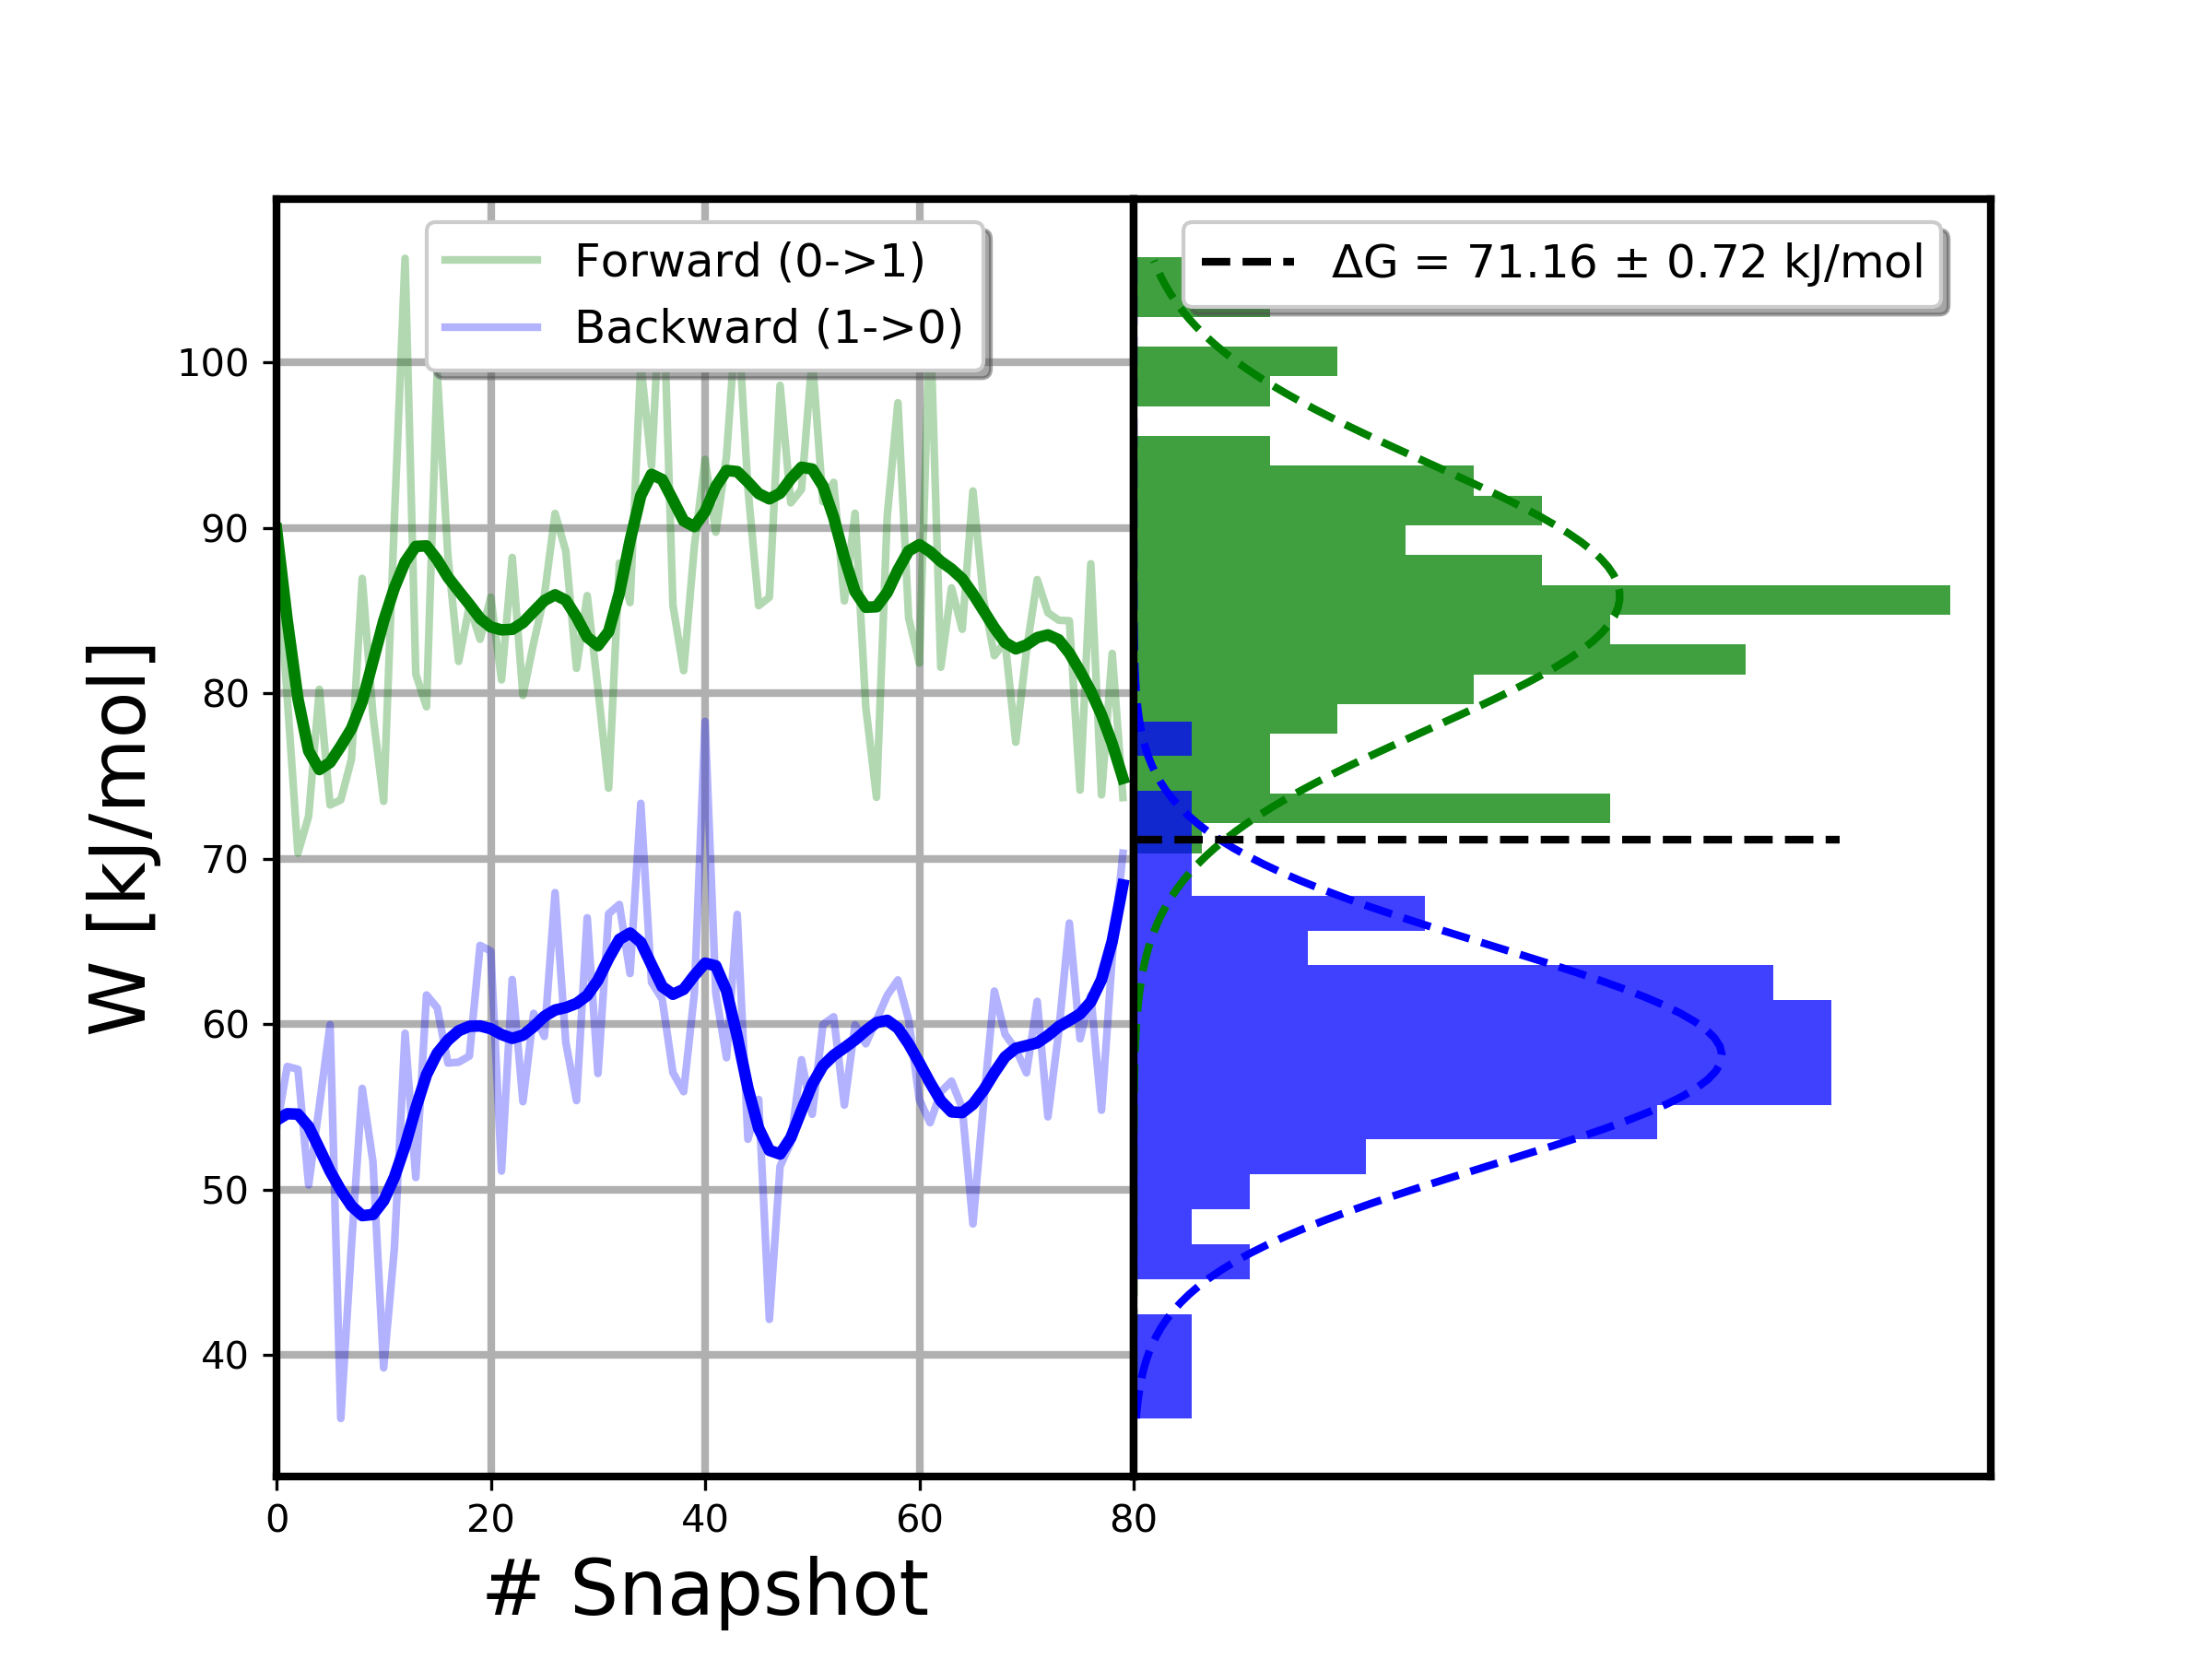 Forward (0->1)
Backward (1->0)
ΔG = 71.16 ± 0.72 kJ/mol
W [kJ/mol]
100
90
80
70
60
50
40
0 20 40 60 80
# Snapshot